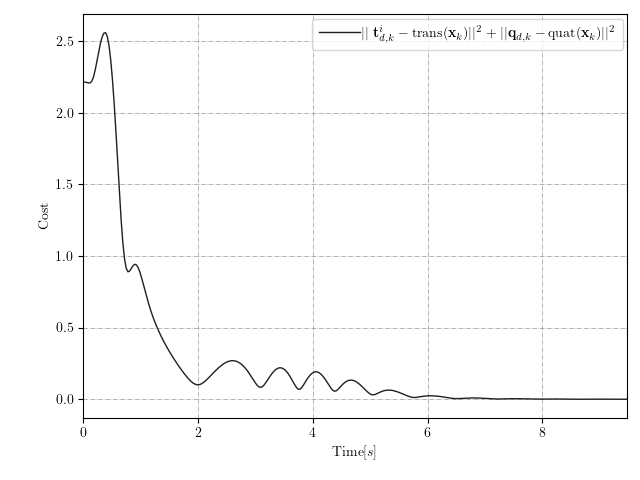 || t^i_{d,k} − trans(x_k)||² + ||q_{d,k} − quat(x_k)||²
2.5
2.0
1.5
1.0
0.5
0.0
Cost
0 2 4 6 8
Time[s]